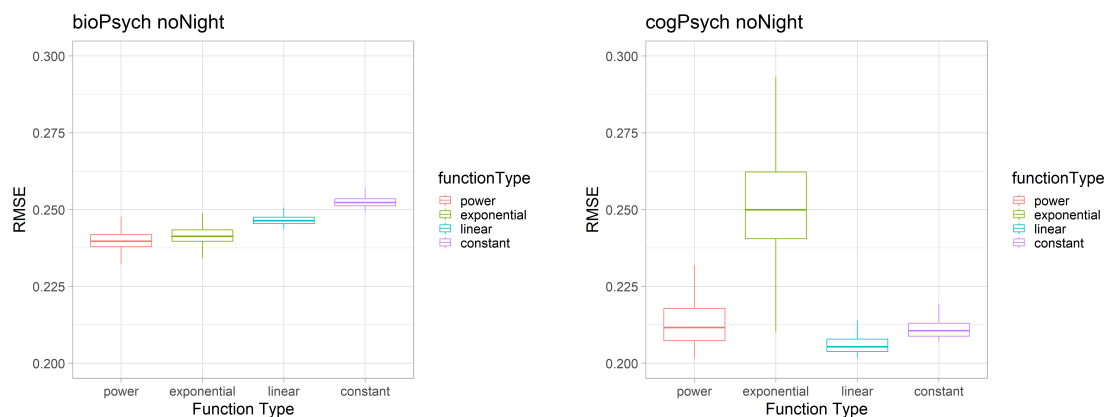 bioPsych noNight
0.300
0.275
0.250
0.225
0.200
RMSE
power exponential linear constant
Function Type
functionType
power
exponential
linear
constant
cogPsych noNight
0.300
0.275
0.250
0.225
0.200
RMSE
power exponential linear constant
Function Type
functionType
power
exponential
linear
constant